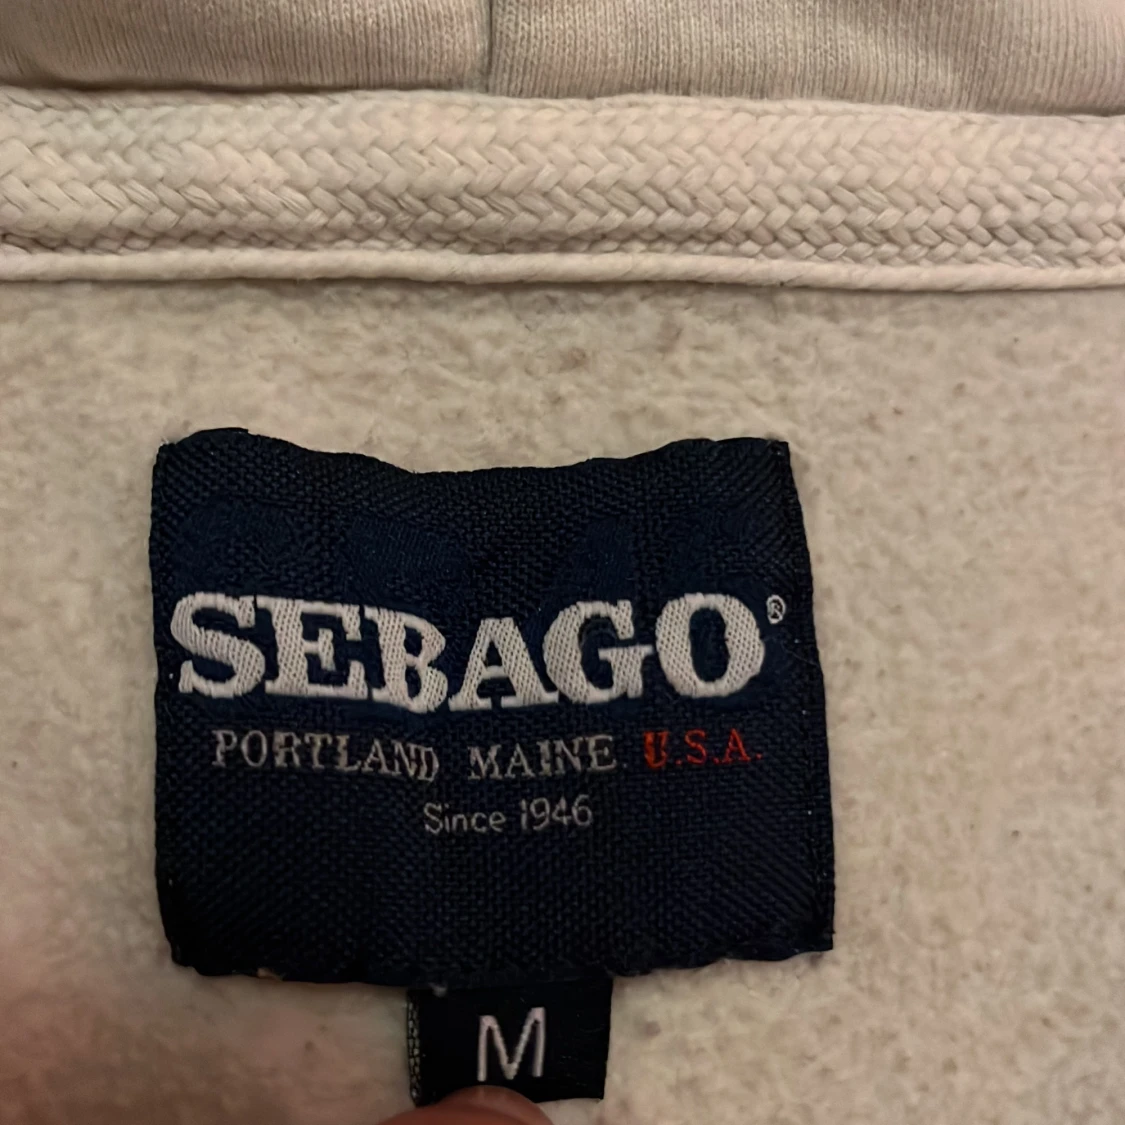 SEBAGO®
PORTLAND MAINE U.S.A.
Since 1946
M